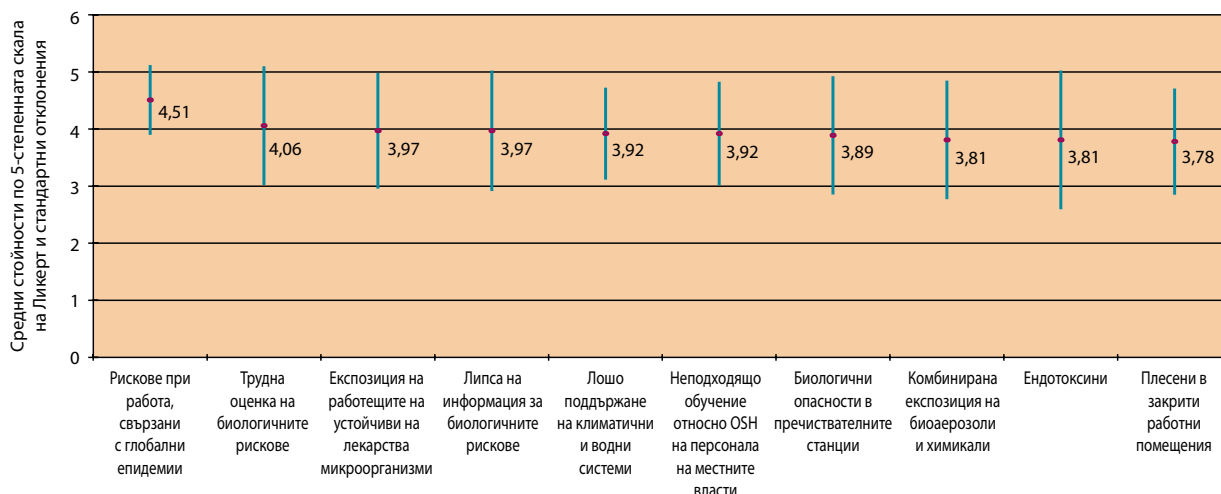 Средни стойности по 5-степенната скала
на Ликерт и стандартни отклонения
6
5
4
3
2
1
0
4,51
4,06
3,97
3,97
3,92
3,92
3,89
3,81
3,81
3,78
Рискове при
работа,
свързани
с глобални
епидемии
Трудна
оценка на
биологичните
рискове
Експозиция на
работещите на
устойчиви на
лекарства
микроорганизми
Липса на
информация за
биологичните
рискове
Лошо
поддържане
на климатични
и водни
системи
Неподходящо
обучение
относно OSH
на персонала
на местните
власти
Биологични
опасности в
пречиствателните
станции
Комбинирана
експозиция на
биоаерозоли
и химикали
Ендотоксини
Плесени в
закрити
работни
помещения